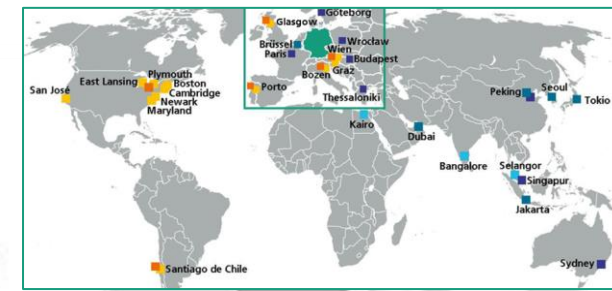 Göteborg
Glasgow
Brüssel
Wrocław
Wien
Paris
Budapest
Bozen
Graz
Porto
Thessaloniki
Plymouth
East Lansing
Boston
San José
Cambridge
Newark
Maryland
Peking
Seoul
Tokio
Kairo
Dubai
Bangalore
Selangor
Singapur
Jakarta
Santiago de Chile
Sydney